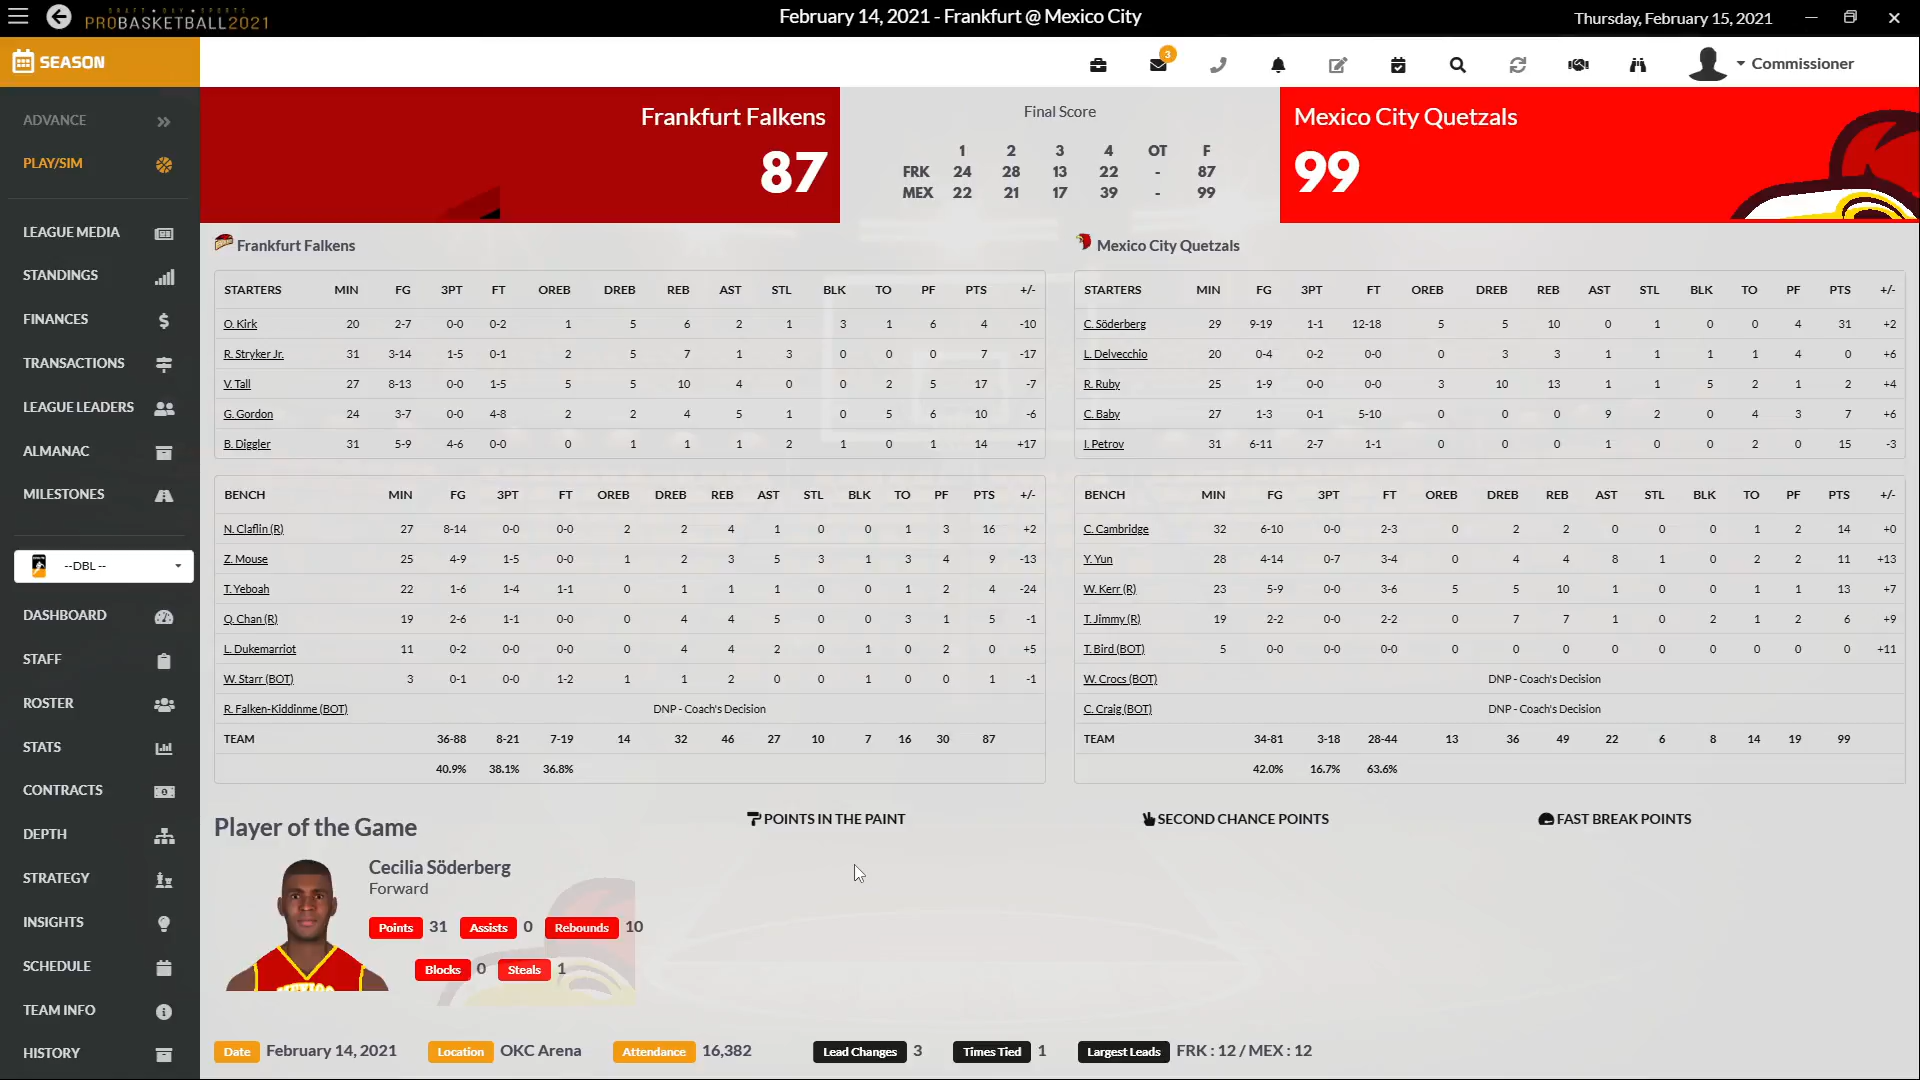 DRAFT • DAY • SPORTS
PROBASKETBALL2021
February 14, 2021 - Frankfurt @ Mexico City
Thursday, February 15, 2021
SEASON
3
Commissioner
ADVANCE
PLAY/SIM
LEAGUE MEDIA
STANDINGS
FINANCES
TRANSACTIONS
LEAGUE LEADERS
ALMANAC
MILESTONES
--DBL--
DASHBOARD
STAFF
ROSTER
STATS
CONTRACTS
DEPTH
STRATEGY
INSIGHTS
SCHEDULE
TEAM INFO
HISTORY
Frankfurt Falkens
87
Final Score
1 2 3 4 OT F
FRK 24 28 13 22 - 87
MEX 22 21 17 39 - 99
Mexico City Quetzals
99
Frankfurt Falkens
STARTERS MIN FG 3PT FT OREB DREB REB AST STL BLK TO PF PTS +/-
O. Kirk 20 2-7 0-0 0-2 1 5 6 2 1 3 1 6 4 -10
R. Stryker Jr. 31 3-14 1-5 0-1 2 5 7 1 3 0 0 0 7 -17
V. Tall 27 8-13 0-0 1-5 5 5 10 4 0 0 2 5 17 -7
G. Gordon 24 3-7 0-0 4-8 2 2 4 5 1 0 5 6 10 -6
B. Diggler 31 5-9 4-6 0-0 0 1 1 1 2 1 0 1 14 +17
BENCH MIN FG 3PT FT OREB DREB REB AST STL BLK TO PF PTS +/-
N. Claflin (R) 27 8-14 0-0 0-0 2 2 4 1 0 0 1 3 16 +2
Z. Mouse 25 4-9 1-5 0-0 1 2 3 5 3 1 3 4 9 -13
T. Yeboah 22 1-6 1-4 1-1 0 1 1 1 0 0 1 2 4 -24
Q. Chan (R) 19 2-6 1-1 0-0 0 4 4 5 0 0 3 1 5 -1
L. Dukemarriot 11 0-2 0-0 0-0 0 4 4 2 0 1 0 2 0 +5
W. Starr (BOT) 3 0-1 0-0 1-2 1 1 2 0 0 1 0 0 1 -1
R. Falken-Kiddinme (BOT) DNP - Coach's Decision
TEAM 36-88 8-21 7-19 14 32 46 27 10 7 16 30 87
40.9% 38.1% 36.8%
Mexico City Quetzals
STARTERS MIN FG 3PT FT OREB DREB REB AST STL BLK TO PF PTS +/-
C. Söderberg 29 9-19 1-1 12-18 5 5 10 0 1 0 0 4 31 +2
L. Delvecchio 20 0-4 0-2 0-0 0 3 3 1 1 1 1 4 0 +6
R. Ruby 25 1-9 0-0 0-0 3 10 13 1 1 5 2 1 2 +4
C. Baby 27 1-3 0-1 5-10 0 0 0 9 2 0 4 3 7 +6
I. Petrov 31 6-11 2-7 1-1 0 0 0 1 0 0 2 0 15 -3
BENCH MIN FG 3PT FT OREB DREB REB AST STL BLK TO PF PTS +/-
C. Cambridge 32 6-10 0-0 2-3 0 2 2 0 0 0 1 2 14 +0
Y. Yun 28 4-14 0-7 3-4 0 4 4 8 1 0 2 2 11 +13
W. Kerr (R) 23 5-9 0-0 3-6 5 5 10 1 0 0 1 1 13 +7
T. Jimmy (R) 19 2-2 0-0 2-2 0 7 7 1 0 2 1 2 6 +9
T. Bird (BOT) 5 0-0 0-0 0-0 0 0 0 0 0 0 0 0 0 +11
W. Crocs (BOT) DNP - Coach's Decision
C. Craig (BOT) DNP - Coach's Decision
TEAM 34-81 3-18 28-44 13 36 49 22 6 8 14 19 99
42.0% 16.7% 63.6%
Player of the Game
POINTS IN THE PAINT
SECOND CHANCE POINTS
FAST BREAK POINTS
Cecilia Söderberg
Forward
Points 31 Assists 0 Rebounds 10
Blocks 0 Steals 1
Date February 14, 2021 Location OKC Arena Attendance 16,382 Lead Changes 3 Times Tied 1 Largest Leads FRK : 12 / MEX : 12